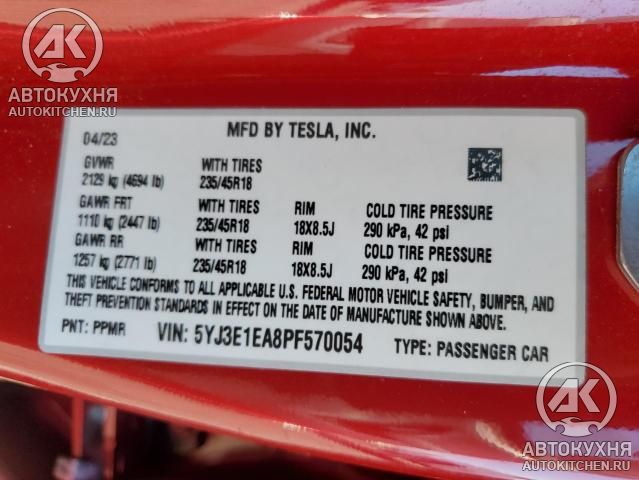 АК
АВТОКУХНЯ
AUTOKITCHEN.RU
MFD BY TESLA, INC.
04/23
GVWR WITH TIRES
2129 kg (4694 lb) 235/45R18
GAWR FRT WITH TIRES RIM COLD TIRE PRESSURE
1110 kg (2447 lb) 235/45R18 18X8.5J 290 kPa, 42 psi
GAWR RR WITH TIRES RIM COLD TIRE PRESSURE
1257 kg (2771 lb) 235/45R18 18X8.5J 290 kPa, 42 psi
THIS VEHICLE CONFORMS TO ALL APPLICABLE U.S. FEDERAL MOTOR VEHICLE SAFETY, BUMPER, AND
THEFT PREVENTION STANDARDS IN EFFECT ON THE DATE OF MANUFACTURE SHOWN ABOVE.
PNT: PPMR VIN: 5YJ3E1EA8PF570054 TYPE: PASSENGER CAR
АК
АВТОКУХНЯ
AUTOKITCHEN.RU